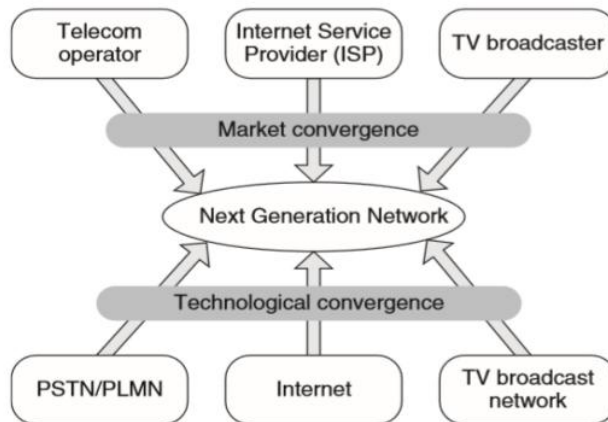 Telecom
operator
Internet Service
Provider (ISP)
TV broadcaster
Market convergence
Next Generation Network
Technological convergence
PSTN/PLMN
Internet
TV broadcast
network